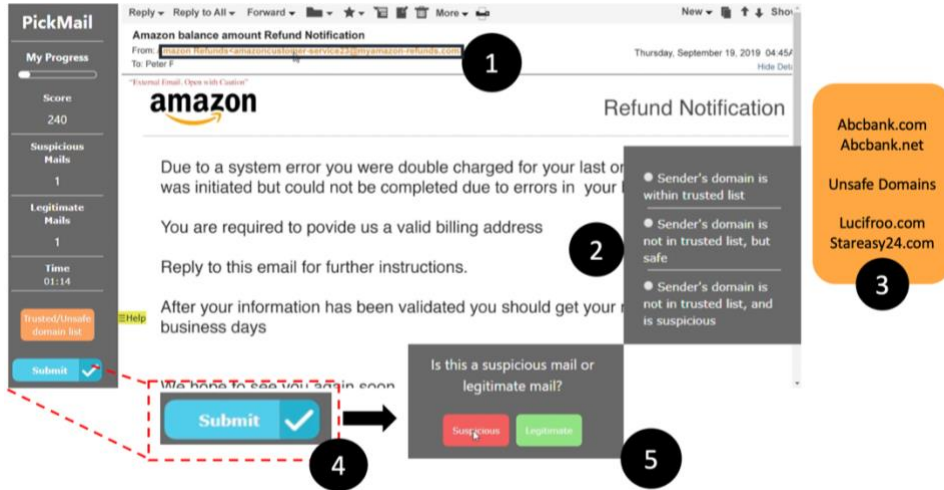 PickMail
My Progress
Score
240
Suspicious
Mails
1
Legitimate
Mails
1
Time
01:14
Trusted/Unsafe
domain list
Submit
Reply Reply to All Forward More
New Show
Amazon balance amount Refund Notification
From: mazon Refunds<amazoncustomer-service23@myamazon-refunds.com
To: Peter F
Thursday, September 19, 2019 04:45
Hide
"External Email. Open with Caution"
1
amazon
Refund Notification
Due to a system error you were double charged for your last
was initiated but could not be completed due to errors in your
You are required to povide us a valid billing address
Reply to this email for further instructions.
Help
After your information has been validated you should get your
business days
We hope to see you again soon
2
Sender's domain is
within trusted list
Sender's domain is
not in trusted list, but
safe
Sender's domain is
not in trusted list, and
is suspicious
Abcbank.com
Abcbank.net
Unsafe Domains
Lucifroo.com
Stareasy24.com
3
Submit
4
Is this a suspicious mail or
legitimate mail?
Suspicious Legitimate
5